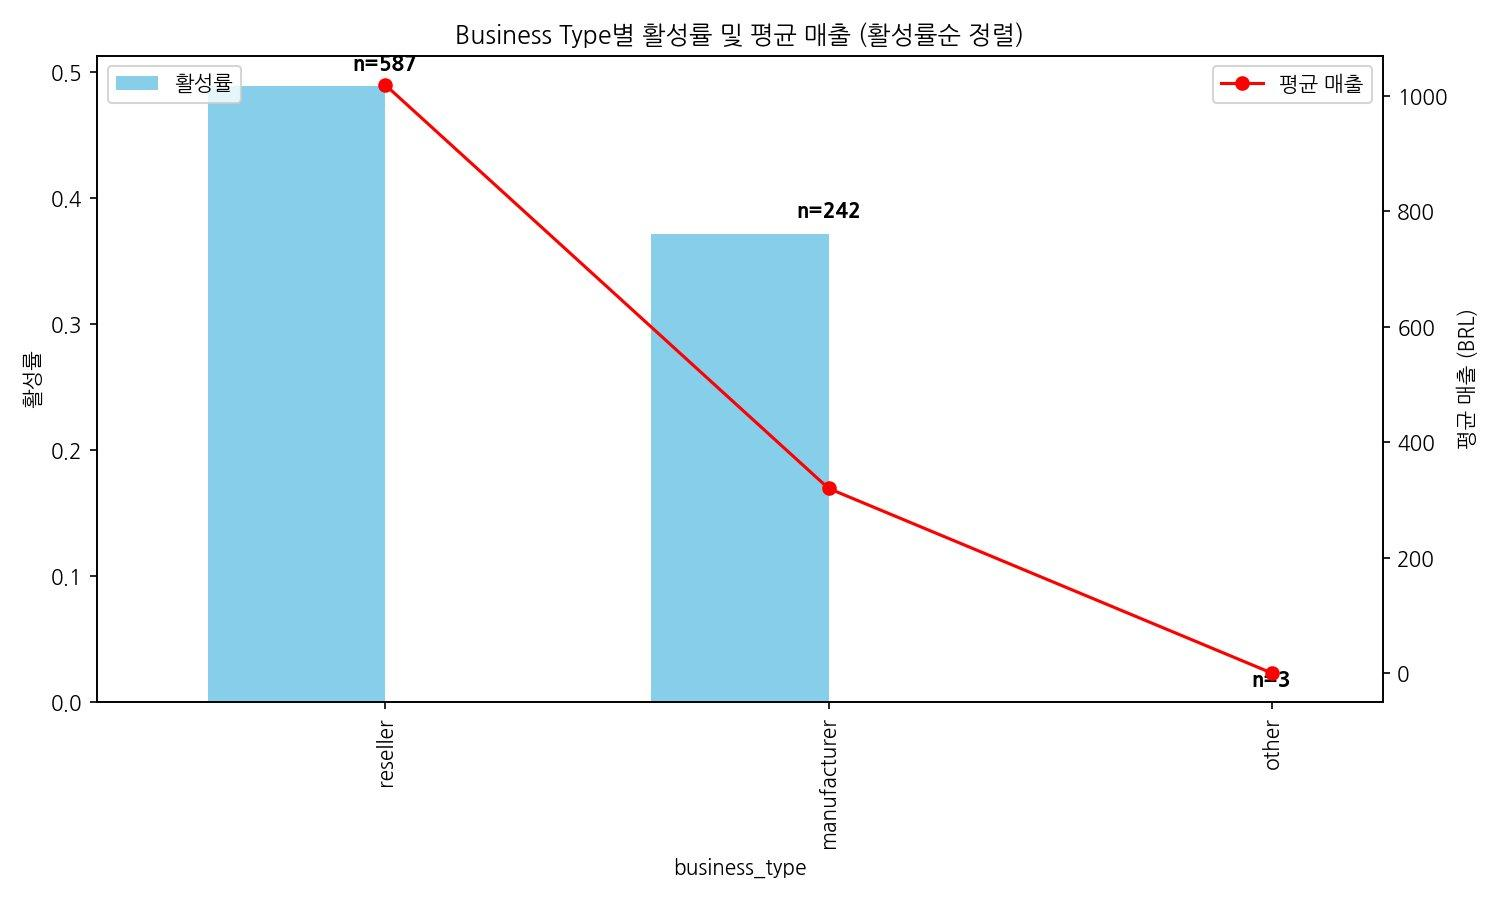 Business Type별 활성률 및 평균 매출 (활성률순 정렬)
활성률
평균 매출
n=587
n=242
n=3
0.5
0.4
0.3
0.2
0.1
0.0
활성률
1000
800
600
400
200
0
평균 매출 (BRL)
reseller
manufacturer
other
business_type